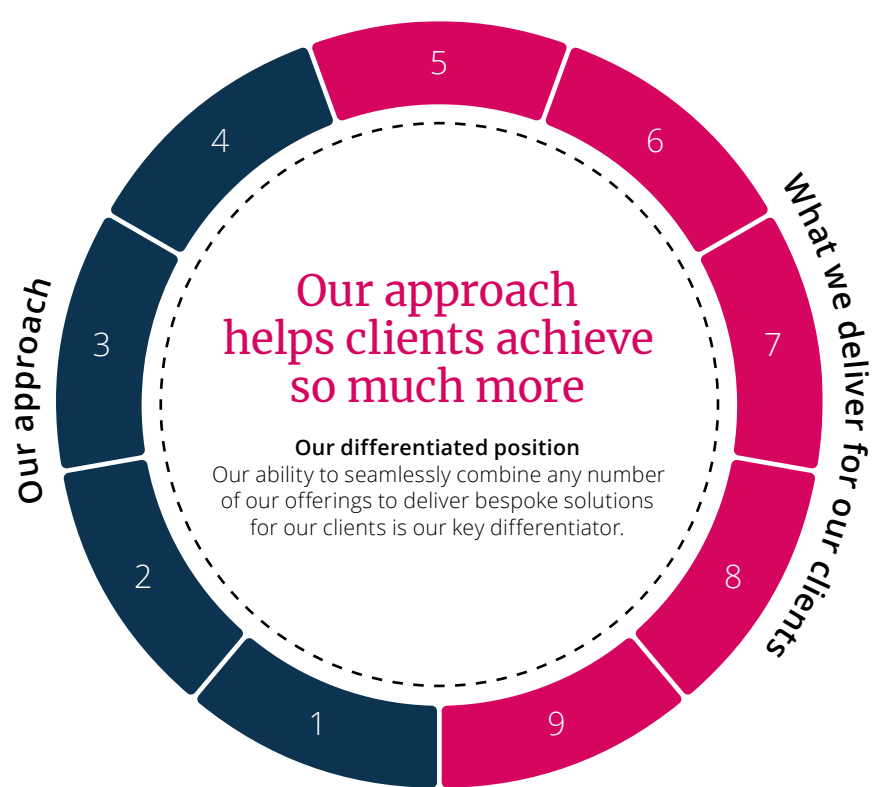 5
4
6
3
7
2
8
1
9
Our approach
What we deliver for our clients
Our approach
helps clients achieve
so much more
Our differentiated position
Our ability to seamlessly combine any number
of our offerings to deliver bespoke solutions
for our clients is our key differentiator.